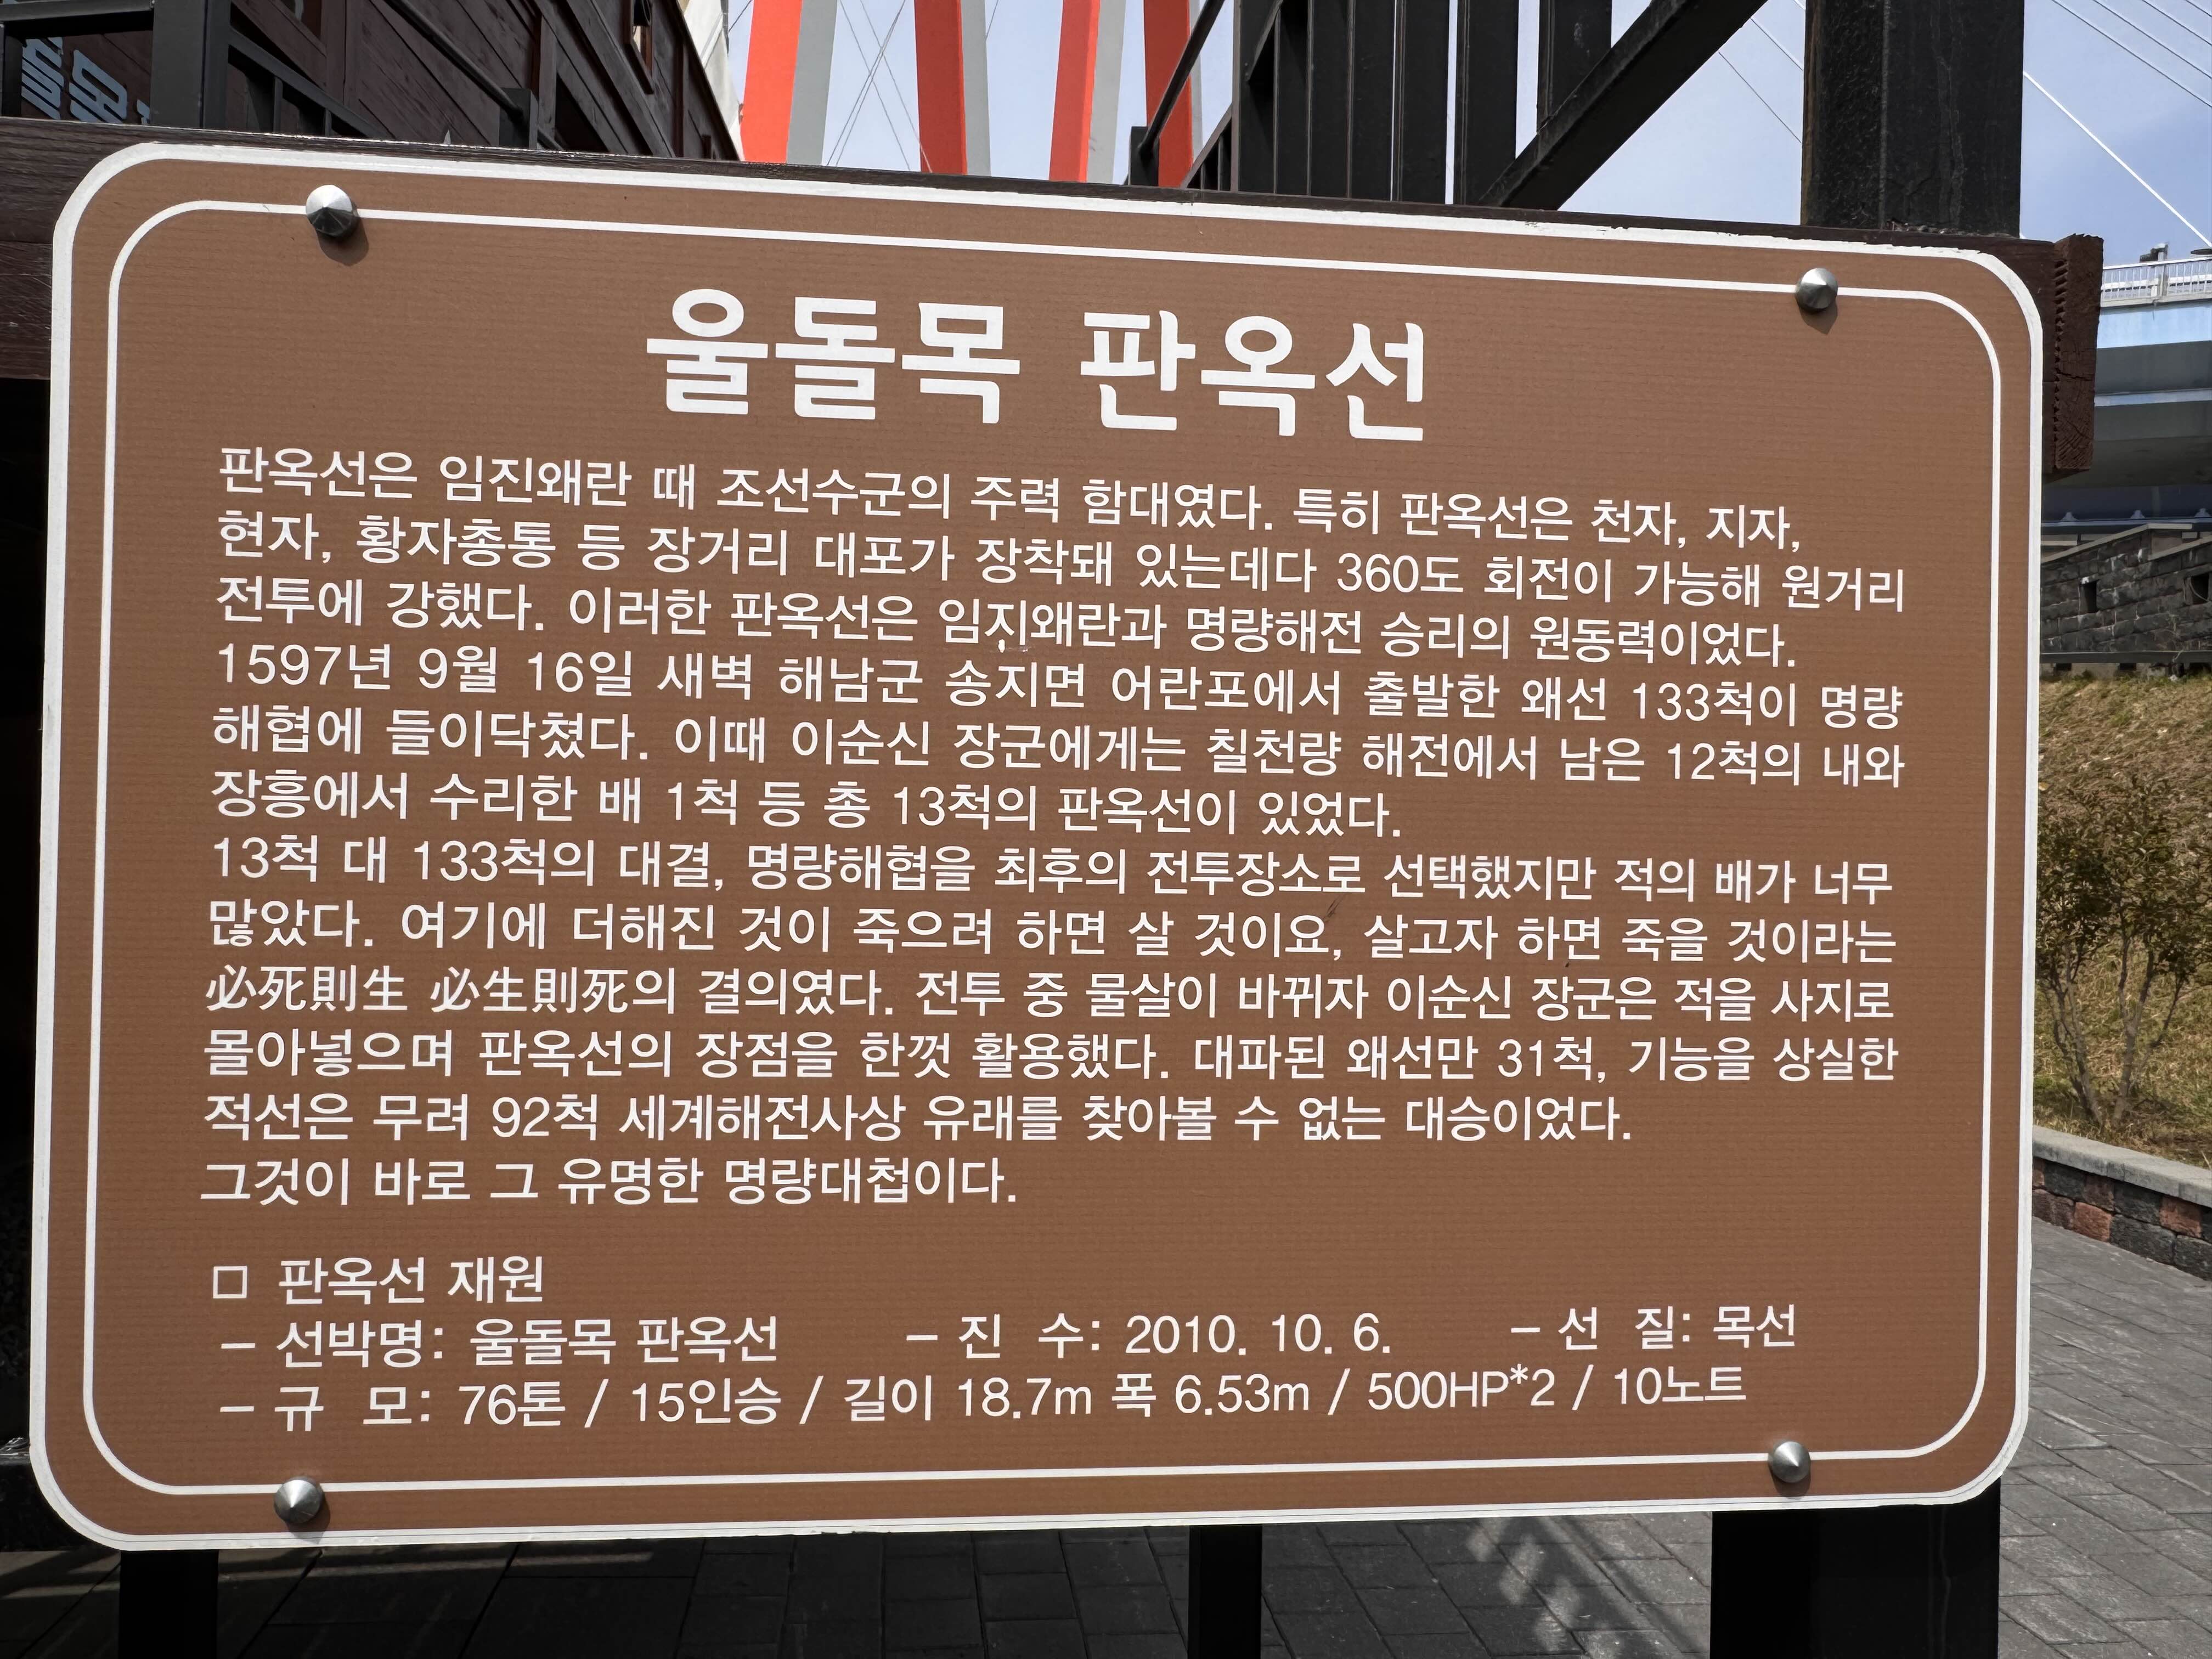 울돌목 판옥선
판옥선은 임진왜란 때 조선수군의 주력 함대였다. 특히 판옥선은 천자, 지자,
현자, 황자총통 등 장거리 대포가 장착돼 있는데다 360도 회전이 가능해 원거리
전투에 강했다. 이러한 판옥선은 임지왜란과 명량해전 승리의 원동력이었다.
1597년 9월 16일 새벽 해남군 송지면 어란포에서 출발한 왜선 133척이 명량
해협에 들이닥쳤다. 이때 이순신 장군에게는 칠천량 해전에서 남은 12척의 내와
장흥에서 수리한 배 1척 등 총 13척의 판옥선이 있었다.
13척 대 133척의 대결, 명량해협을 최후의 전투장소로 선택했지만 적의 배가 너무
많았다. 여기에 더해진 것이 죽으려 하면 살 것이요, 살고자 하면 죽을 것이라는
必死則生 必生則死의 결의였다. 전투 중 물살이 바뀌자 이순신 장군은 적을 사지로
몰아넣으며 판옥선의 장점을 한껏 활용했다. 대파된 왜선만 31척, 기능을 상실한
적선은 무려 92척 세계해전사상 유래를 찾아볼 수 없는 대승이었다.
그것이 바로 그 유명한 명량대첩이다.
□ 판옥선 재원
– 선박명: 울돌목 판옥선 – 진 수: 2010. 10. 6. – 선 질: 목선
– 규 모: 76톤 / 15인승 / 길이 18.7m 폭 6.53m / 500HP*2 / 10노트